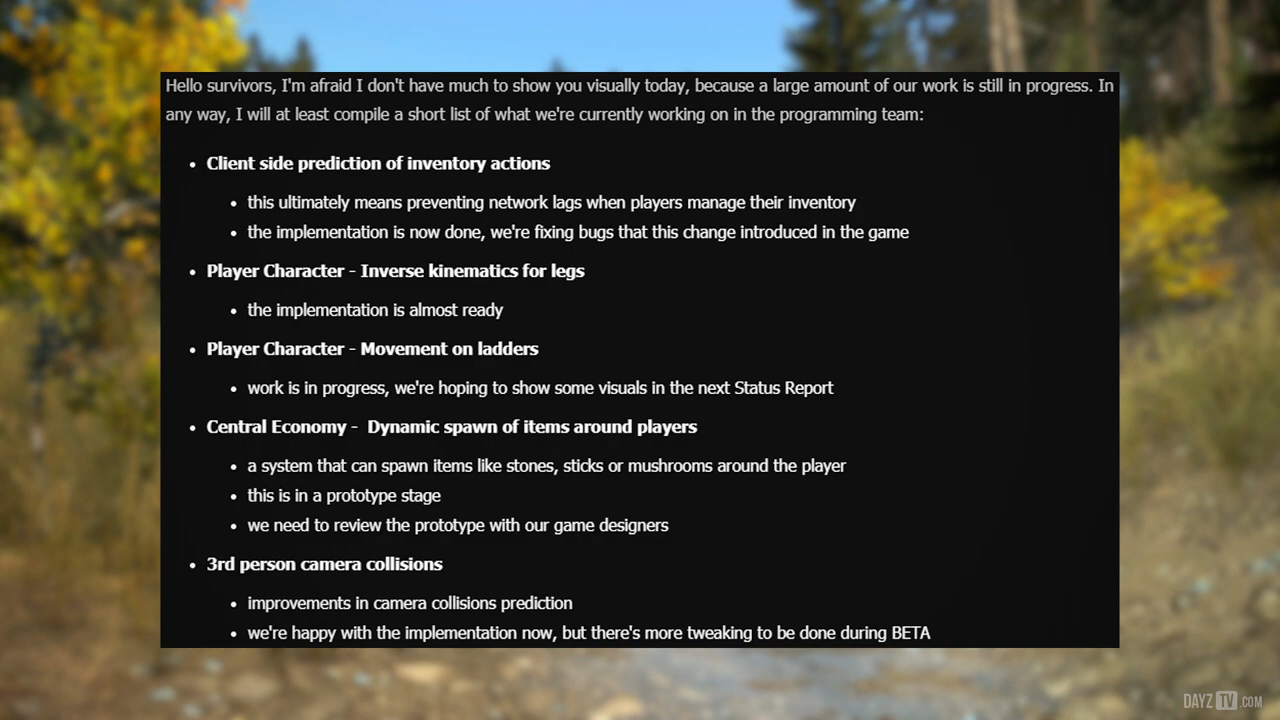 Hello survivors, I'm afraid I don't have much to show you visually today, because a large amount of our work is still in progress. In
any way, I will at least compile a short list of what we're currently working on in the programming team:
• Client side prediction of inventory actions
• this ultimately means preventing network lags when players manage their inventory
• the implementation is now done, we're fixing bugs that this change introduced in the game
• Player Character - Inverse kinematics for legs
• the implementation is almost ready
• Player Character - Movement on ladders
• work is in progress, we're hoping to show some visuals in the next Status Report
• Central Economy -  Dynamic spawn of items around players
• a system that can spawn items like stones, sticks or mushrooms around the player
• this is in a prototype stage
• we need to review the prototype with our game designers
• 3rd person camera collisions
• improvements in camera collisions prediction
• we're happy with the implementation now, but there's more tweaking to be done during BETA
DAYZ TV .COM